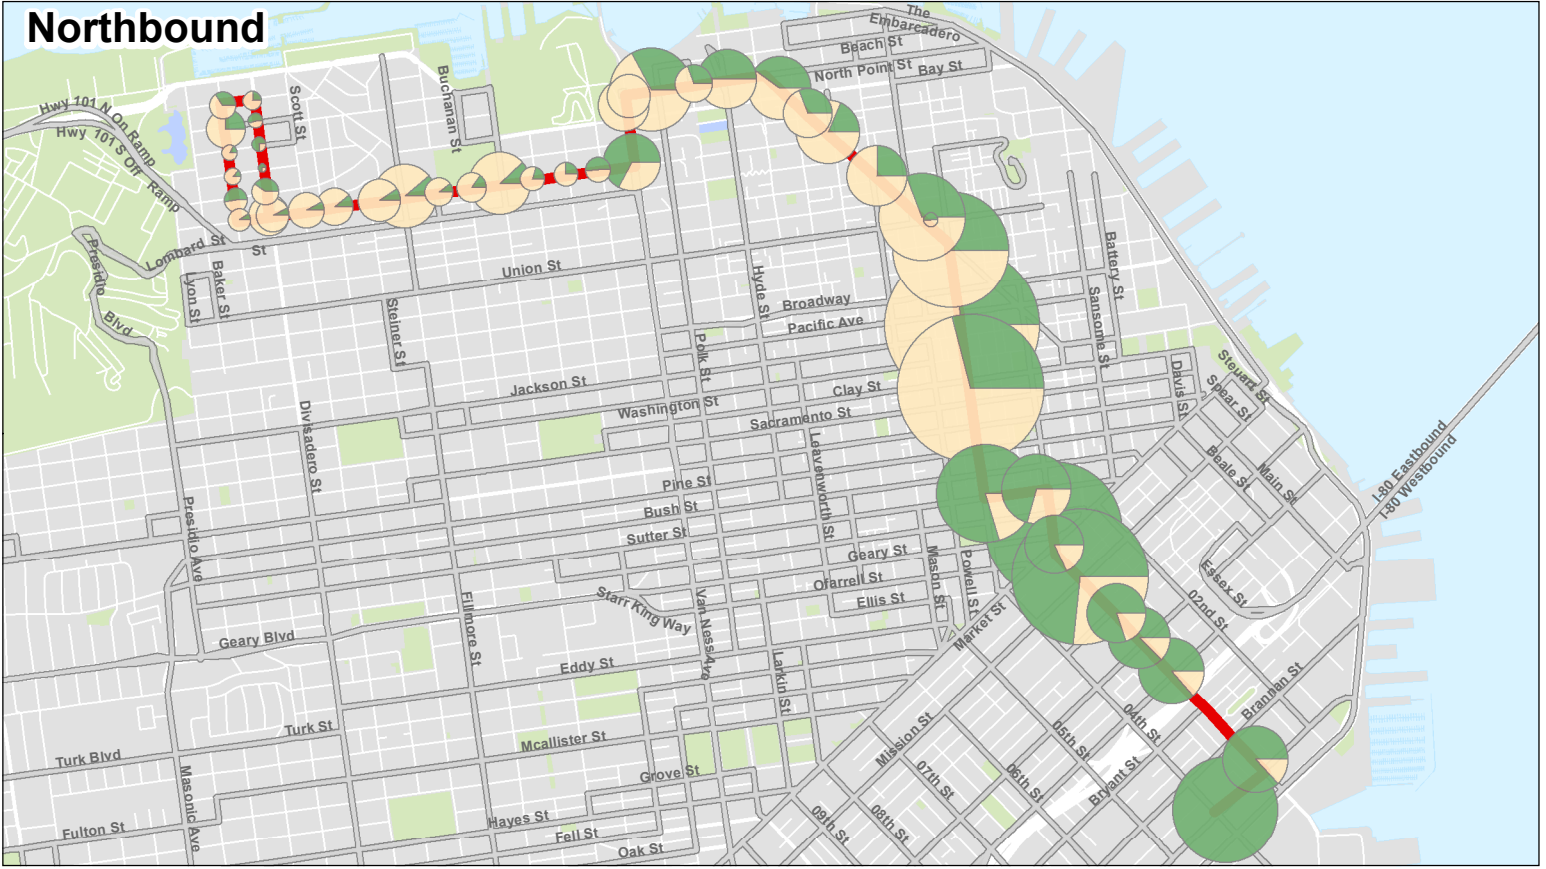 Northbound
The
Embarcadero
Beach St
North Point St
Bay St
Hwy 101 N On Ramp
Hwy 101 S Off Ramp
Scott St
Buchanan St
Lombard St
St
Presidio
Blvd
Lyon St
Baker St
Union St
Hyde St
Broadway
Pacific Ave
Battery St
Sansome St
Steiner St
Polk St
Jackson St
Washington St
Clay St
Sacramento St
Davis St
Steuart St
Spear St
Divisadero St
Leavenworth St
Beale St
Main St
I-80 Eastbound
I-80 Westbound
Presidio Ave
Pine St
Bush St
Sutter St
Geary St
Ofarrell St
Ellis St
Mason St
Powell St
Market St
Essex St
02nd St
Starr King Way
Van Ness Ave
Fillmore St
Geary Blvd
Eddy St
Larkin St
Brannan St
Turk St
Turk Blvd
Mcallister St
Mission St
04th St
05th St
Bryant St
Grove St
07th St
06th St
Masonic Ave
Hayes St
Fulton St
Fell St
Oak St
09th St
08th St